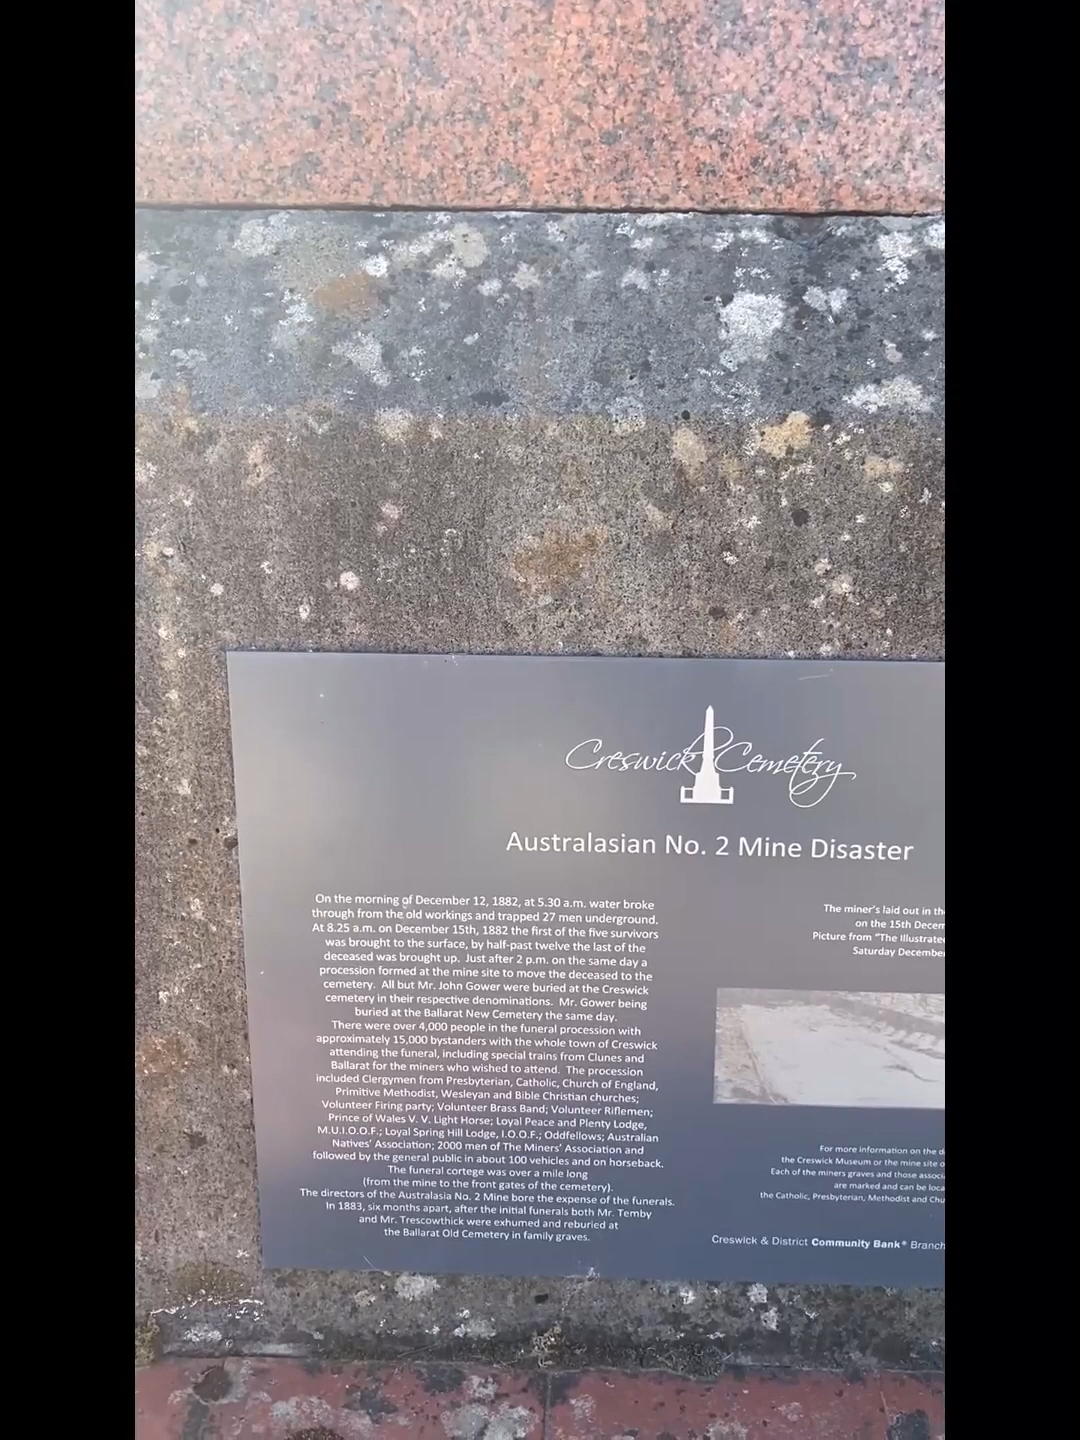 Creswick Cemetery
Australasian No. 2 Mine Disaster
On the morning of December 12, 1882, at 5.30 a.m. water broke
through from the old workings and trapped 27 men underground.
At 8.25 a.m. on December 15th, 1882 the first of the five survivors
was brought to the surface, by half-past twelve the last of the
deceased was brought up. Just after 2 p.m. on the same day a
procession formed at the mine site to move the deceased to the
cemetery. All but Mr. John Gower were buried at the Creswick
cemetery in their respective denominations. Mr. Gower being
buried at the Ballarat New Cemetery the same day.
There were over 4,000 people in the funeral procession with
approximately 15,000 bystanders with the whole town of Creswick
attending the funeral, including special trains from Clunes and
Ballarat for the miners who wished to attend. The procession
included Clergymen from Presbyterian, Catholic, Church of England,
Primitive Methodist, Wesleyan and Bible Christian churches;
Volunteer Firing party; Volunteer Brass Band; Volunteer Riflemen;
Prince of Wales V. V. Light Horse; Loyal Peace and Plenty Lodge,
M.U.I.O.O.F.; Loyal Spring Hill Lodge, I.O.O.F.; Oddfellows; Australian
Natives' Association; 2000 men of The Miners' Association and
followed by the general public in about 100 vehicles and on horseback.
The funeral cortege was over a mile long
(from the mine to the front gates of the cemetery).
The directors of the Australasia No. 2 Mine bore the expense of the funerals.
In 1883, six months apart, after the initial funerals both Mr. Temby
and Mr. Trescowthick were exhumed and reburied at
the Ballarat Old Cemetery in family graves.
The miner's laid out in th
on the 15th Decem
Picture from "The Illustrate
Saturday December
For more information on the d
the Creswick Museum or the mine site o
Each of the miners graves and those associ
are marked and can be loca
the Catholic, Presbyterian, Methodist and Chu
Creswick & District Community Bank® Branch